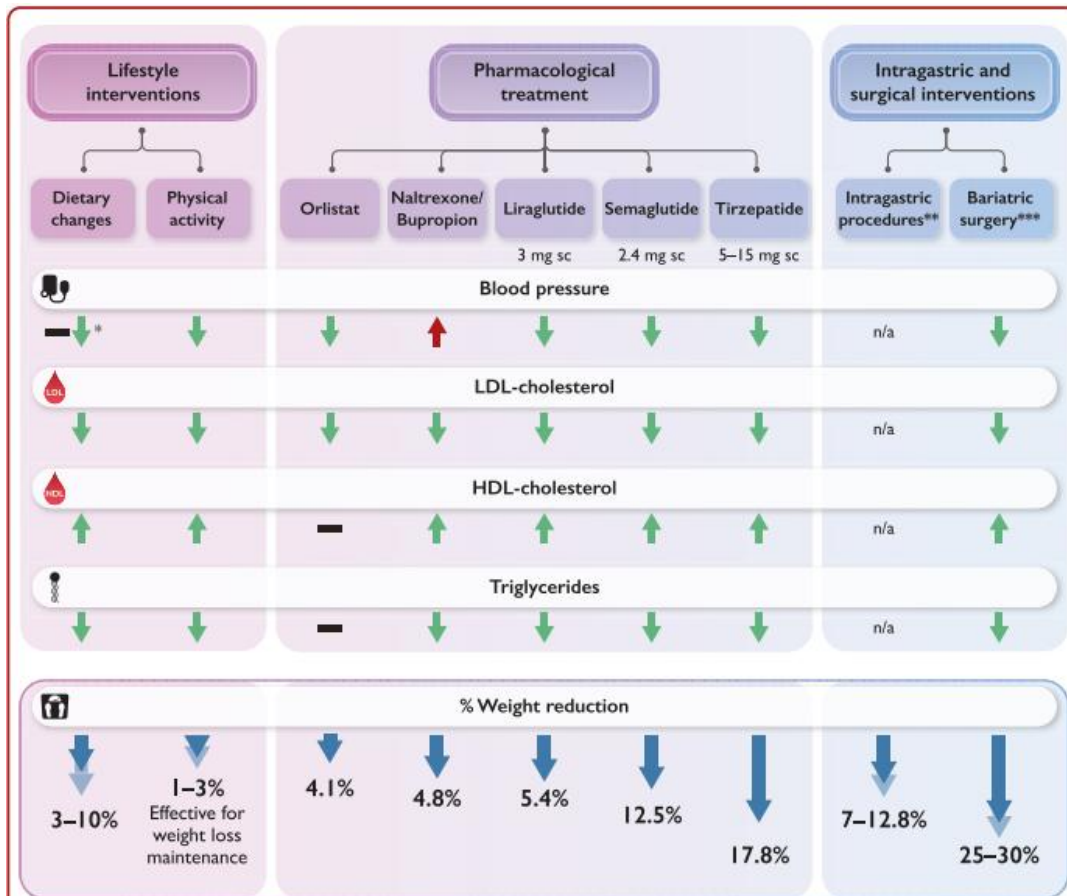 Lifestyle
interventions
Pharmacological
treatment
Intragastric and
surgical interventions
Dietary
changes
Physical
activity
Orlistat
Naltrexone/
Bupropion
Liraglutide
Semaglutide
Tirzepatide
Intragastric
procedures**
Bariatric
surgery***
3 mg sc
2.4 mg sc
5–15 mg sc
Blood pressure
*
n/a
LDL
LDL-cholesterol
n/a
HDL
HDL-cholesterol
n/a
Triglycerides
n/a
% Weight reduction
3–10%
1–3%
Effective for
weight loss
maintenance
4.1%
4.8%
5.4%
12.5%
17.8%
7–12.8%
25–30%